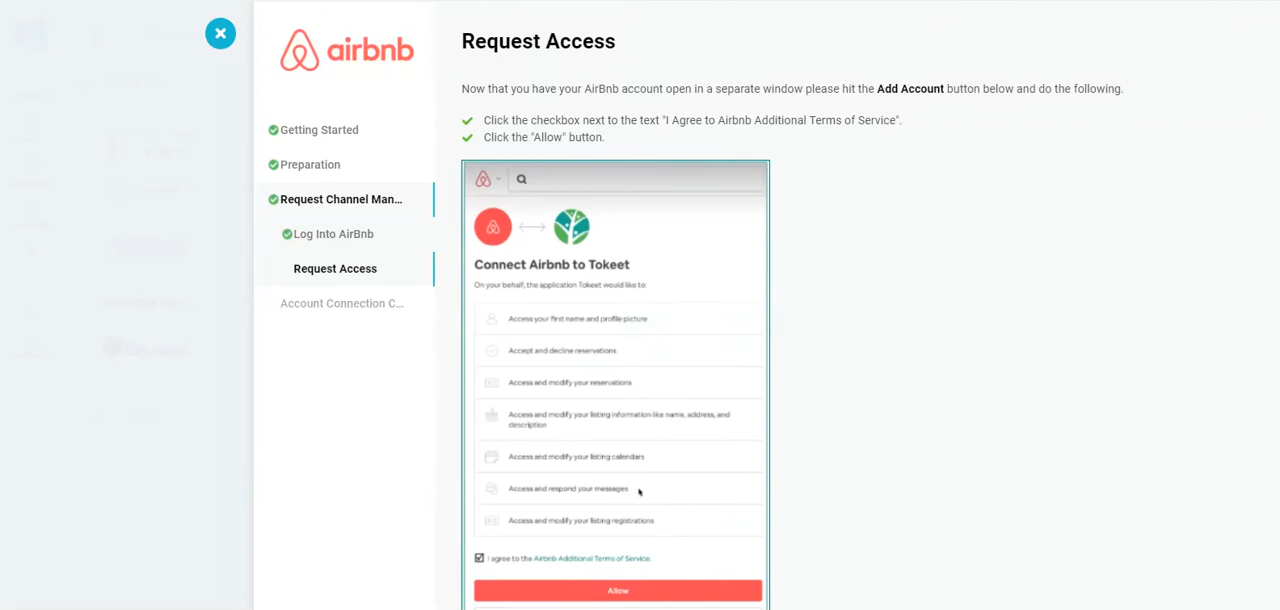 airbnb
Getting Started
Preparation
Request Channel Man...
Log Into AirBnb
Request Access
Account Connection C...
Request Access
Now that you have your AirBnb account open in a separate window please hit the Add Account button below and do the following.
Click the checkbox next to the text "I Agree to Airbnb Additional Terms of Service".
Click the "Allow" button.
Connect Airbnb to Tokeet
On your behalf, the application Tokeet would like to:
Access your first name and profile picture
Accept and decline reservations
Access and modify your reservations
Access and modify your listing information like name, address, and
description
Access and modify your listing calendars
Access and respond your messages
Access and modify your listing registrations
I agree to the Airbnb Additional Terms of Service.
Allow